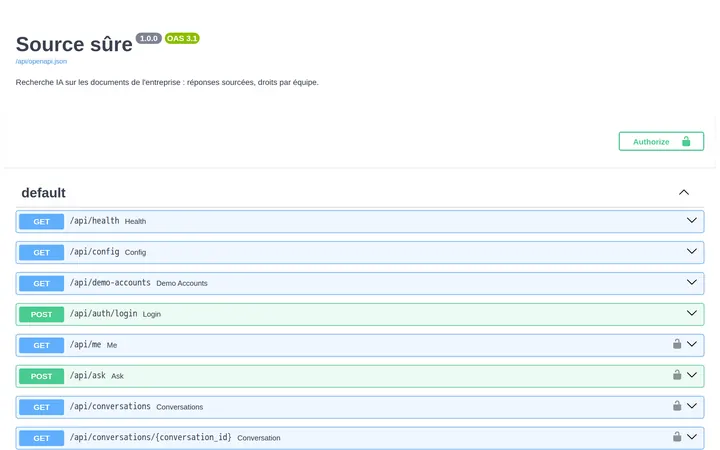 Source sûre 1.0.0 OAS 3.1
/api/openapi.json
Recherche IA sur les documents de l'entreprise : réponses sourcées, droits par équipe.
Authorize
default
GET /api/health Health
GET /api/config Config
GET /api/demo-accounts Demo Accounts
POST /api/auth/login Login
GET /api/me Me
POST /api/ask Ask
GET /api/conversations Conversations
GET /api/conversations/{conversation_id} Conversation